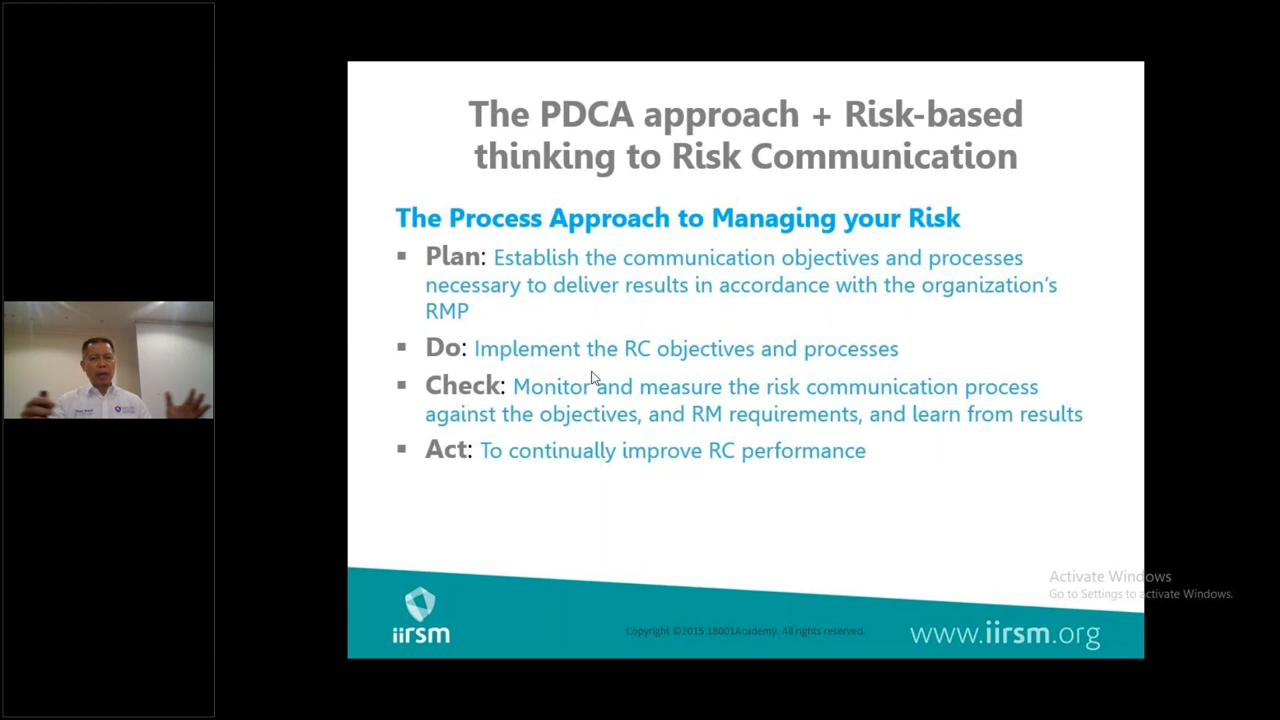 The PDCA approach + Risk-based
thinking to Risk Communication
The Process Approach to Managing your Risk
▪ Plan: Establish the communication objectives and processes
necessary to deliver results in accordance with the organization's
RMP
▪ Do: Implement the RC objectives and processes
▪ Check: Monitor and measure the risk communication process
against the objectives, and RM requirements, and learn from results
▪ Act: To continually improve RC performance
Activate Windows
Go to Settings to activate Windows.
iirsm
Copyright ©2015 18001Academy. All rights reserved.
www.iirsm.org